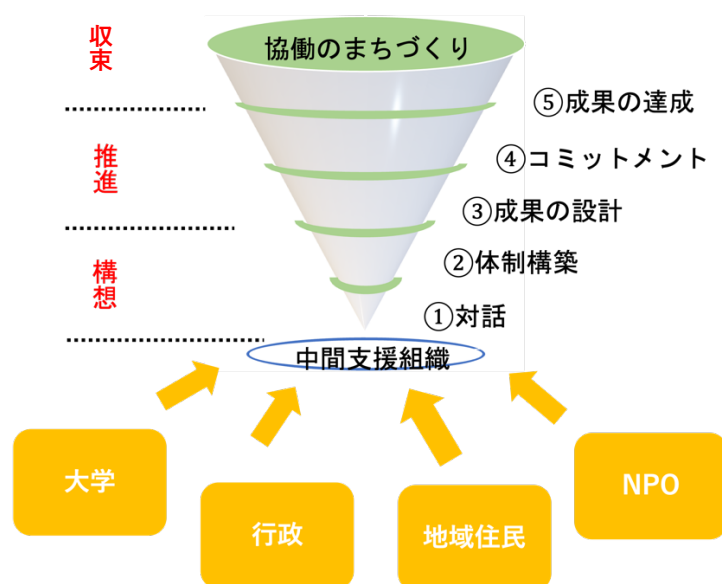 収束
協働のまちづくり
⑤成果の達成
推進
④コミットメント
③成果の設計
構想
②体制構築
①対話
中間支援組織
大学
行政
地域住民
NPO